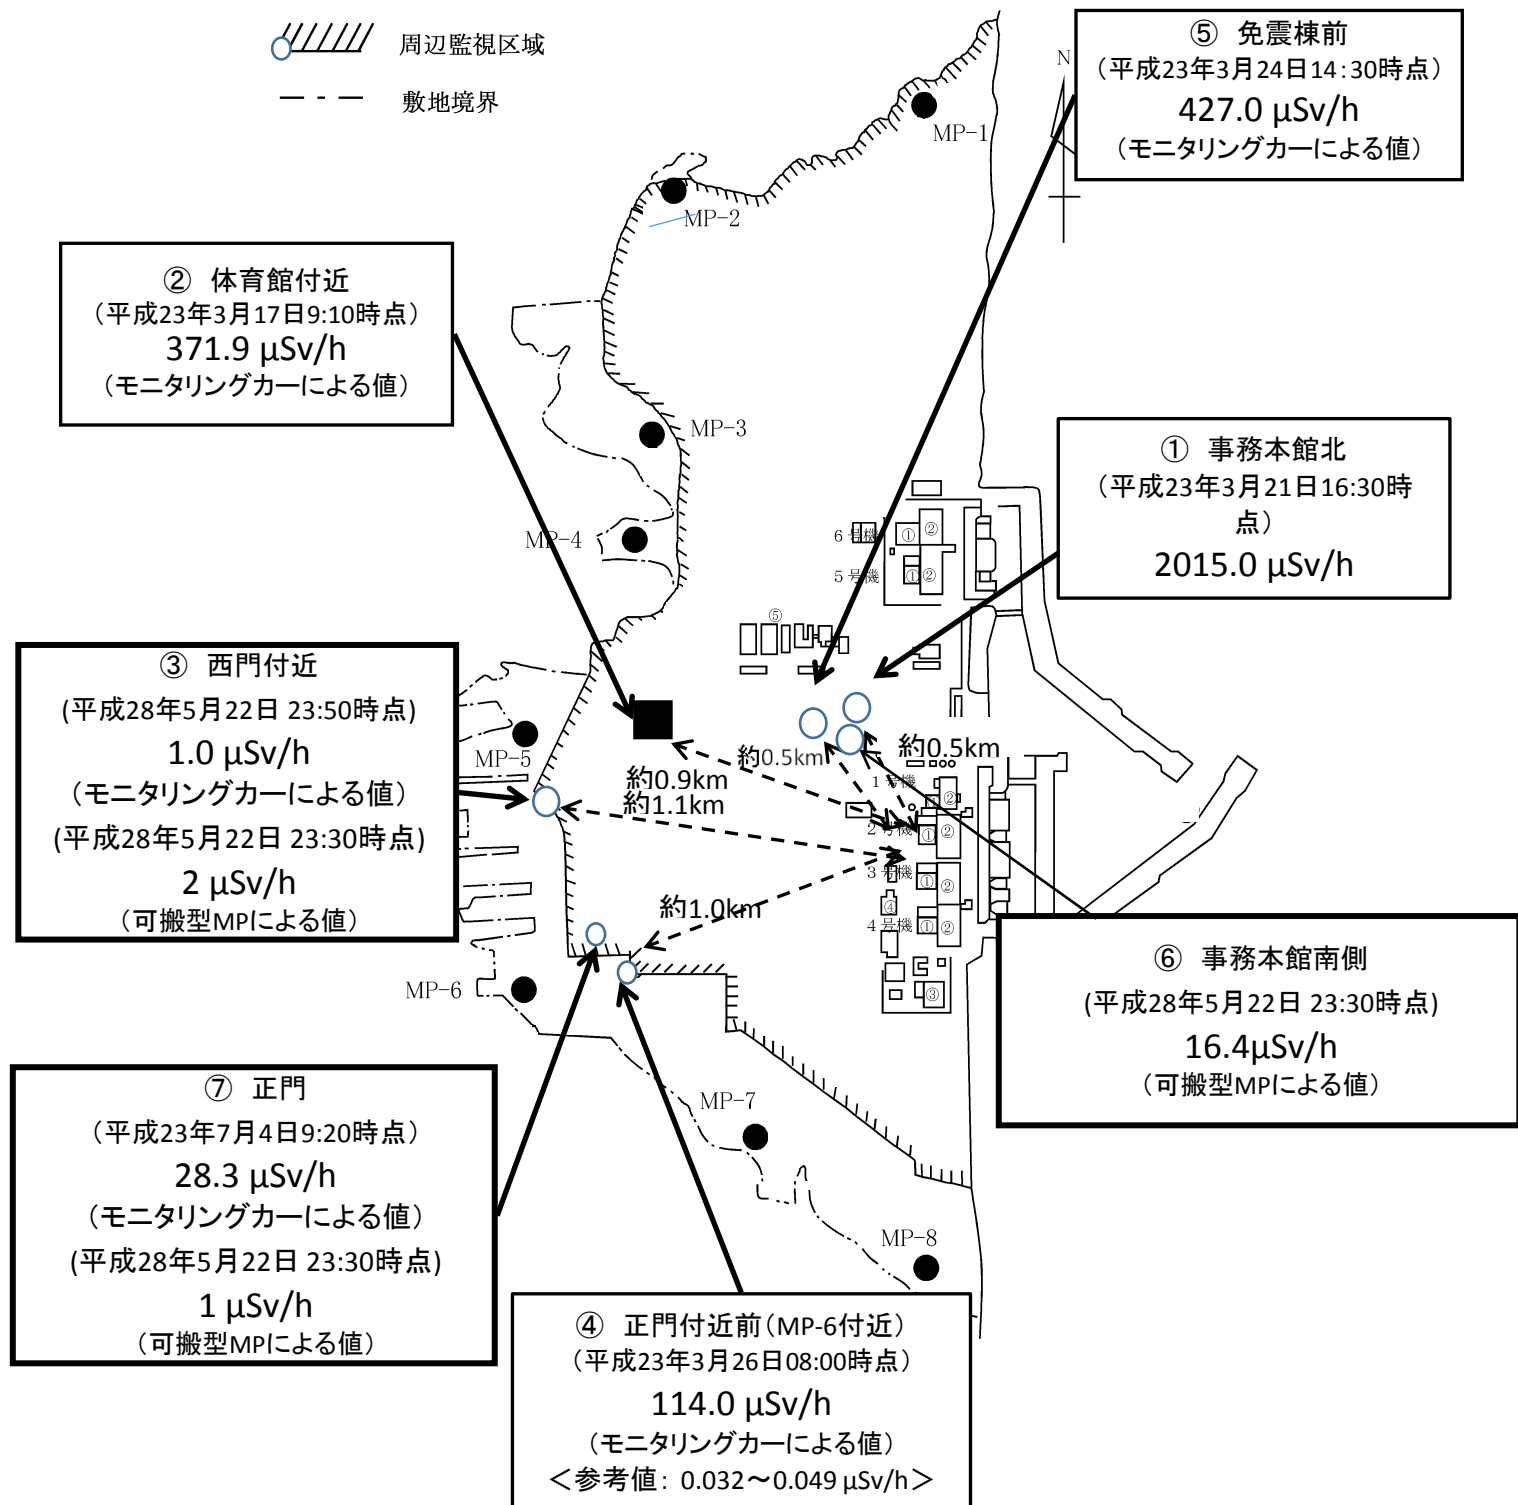 周辺監視区域
敷地境界
⑤ 免震棟前
(平成23年3月24日14:30時点)
427.0 μSv/h
(モニタリングカーによる値)
N
MP-1
MP-2
② 体育館付近
(平成23年3月17日9:10時点)
371.9 μSv/h
(モニタリングカーによる値)
MP-3
① 事務本館北
(平成23年3月21日16:30時
点)
2015.0 μSv/h
MP-4
6号機
①
②
5号機
①
②
⑤
③ 西門付近
(平成28年5月22日 23:50時点)
1.0 μSv/h
(モニタリングカーによる値)
(平成28年5月22日 23:30時点)
2 μSv/h
(可搬型MPによる値)
MP-5
約0.5km
約0.5km
約0.9km
約1.1km
1号機
①
②
2号機
①
②
3号機
①
②
約1.0km
④
4号機
①
②
③
MP-6
⑥ 事務本館南側
(平成28年5月22日 23:30時点)
16.4μSv/h
(可搬型MPによる値)
⑦ 正門
(平成23年7月4日9:20時点)
28.3 μSv/h
(モニタリングカーによる値)
(平成28年5月22日 23:30時点)
1 μSv/h
(可搬型MPによる値)
MP-7
MP-8
④ 正門付近前(MP-6付近)
(平成23年3月26日08:00時点)
114.0 μSv/h
(モニタリングカーによる値)
<参考値: 0.032~0.049 μSv/h>